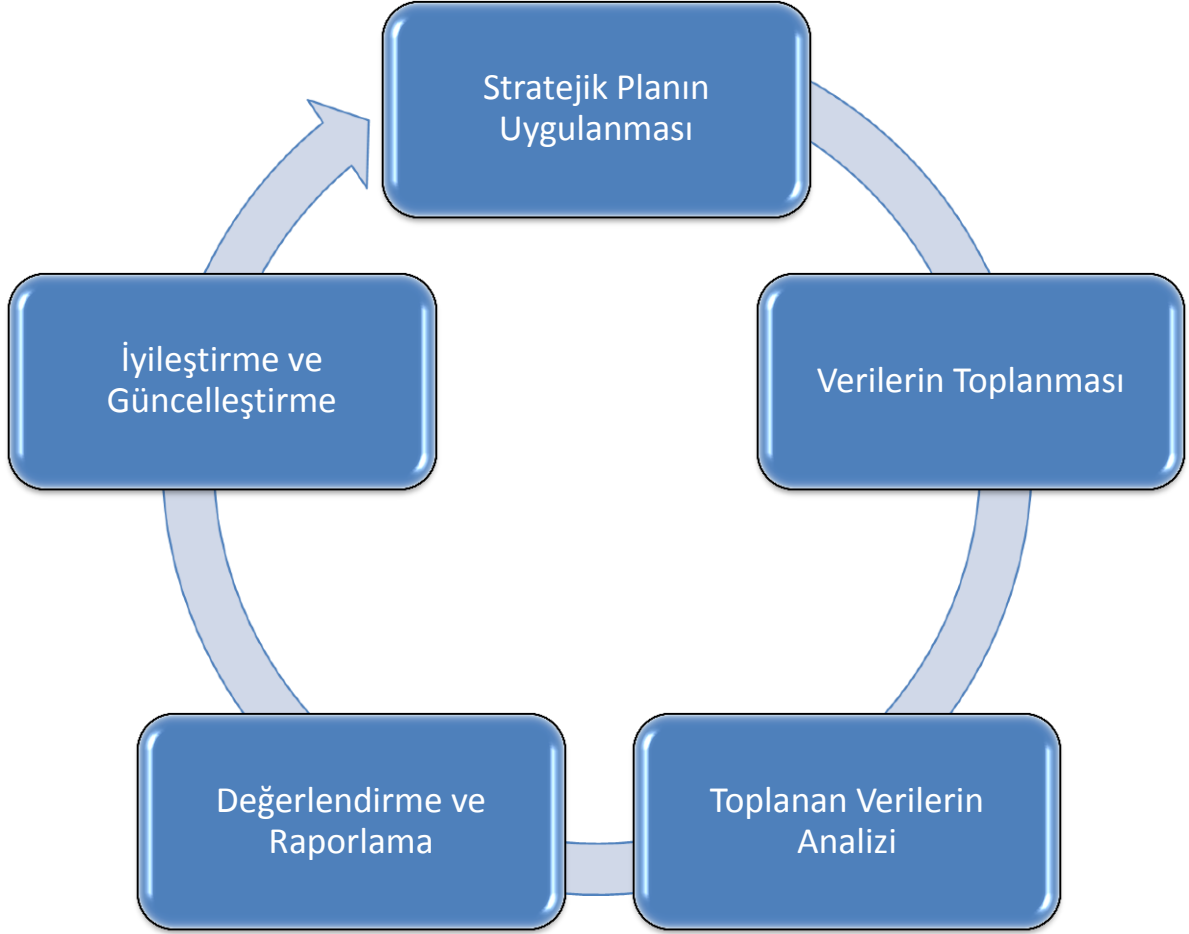 Stratejik Planın
Uygulanması
Verilerin Toplanması
Toplanan Verilerin
Analizi
Değerlendirme ve
Raporlama
İyileştirme ve
Güncelleştirme